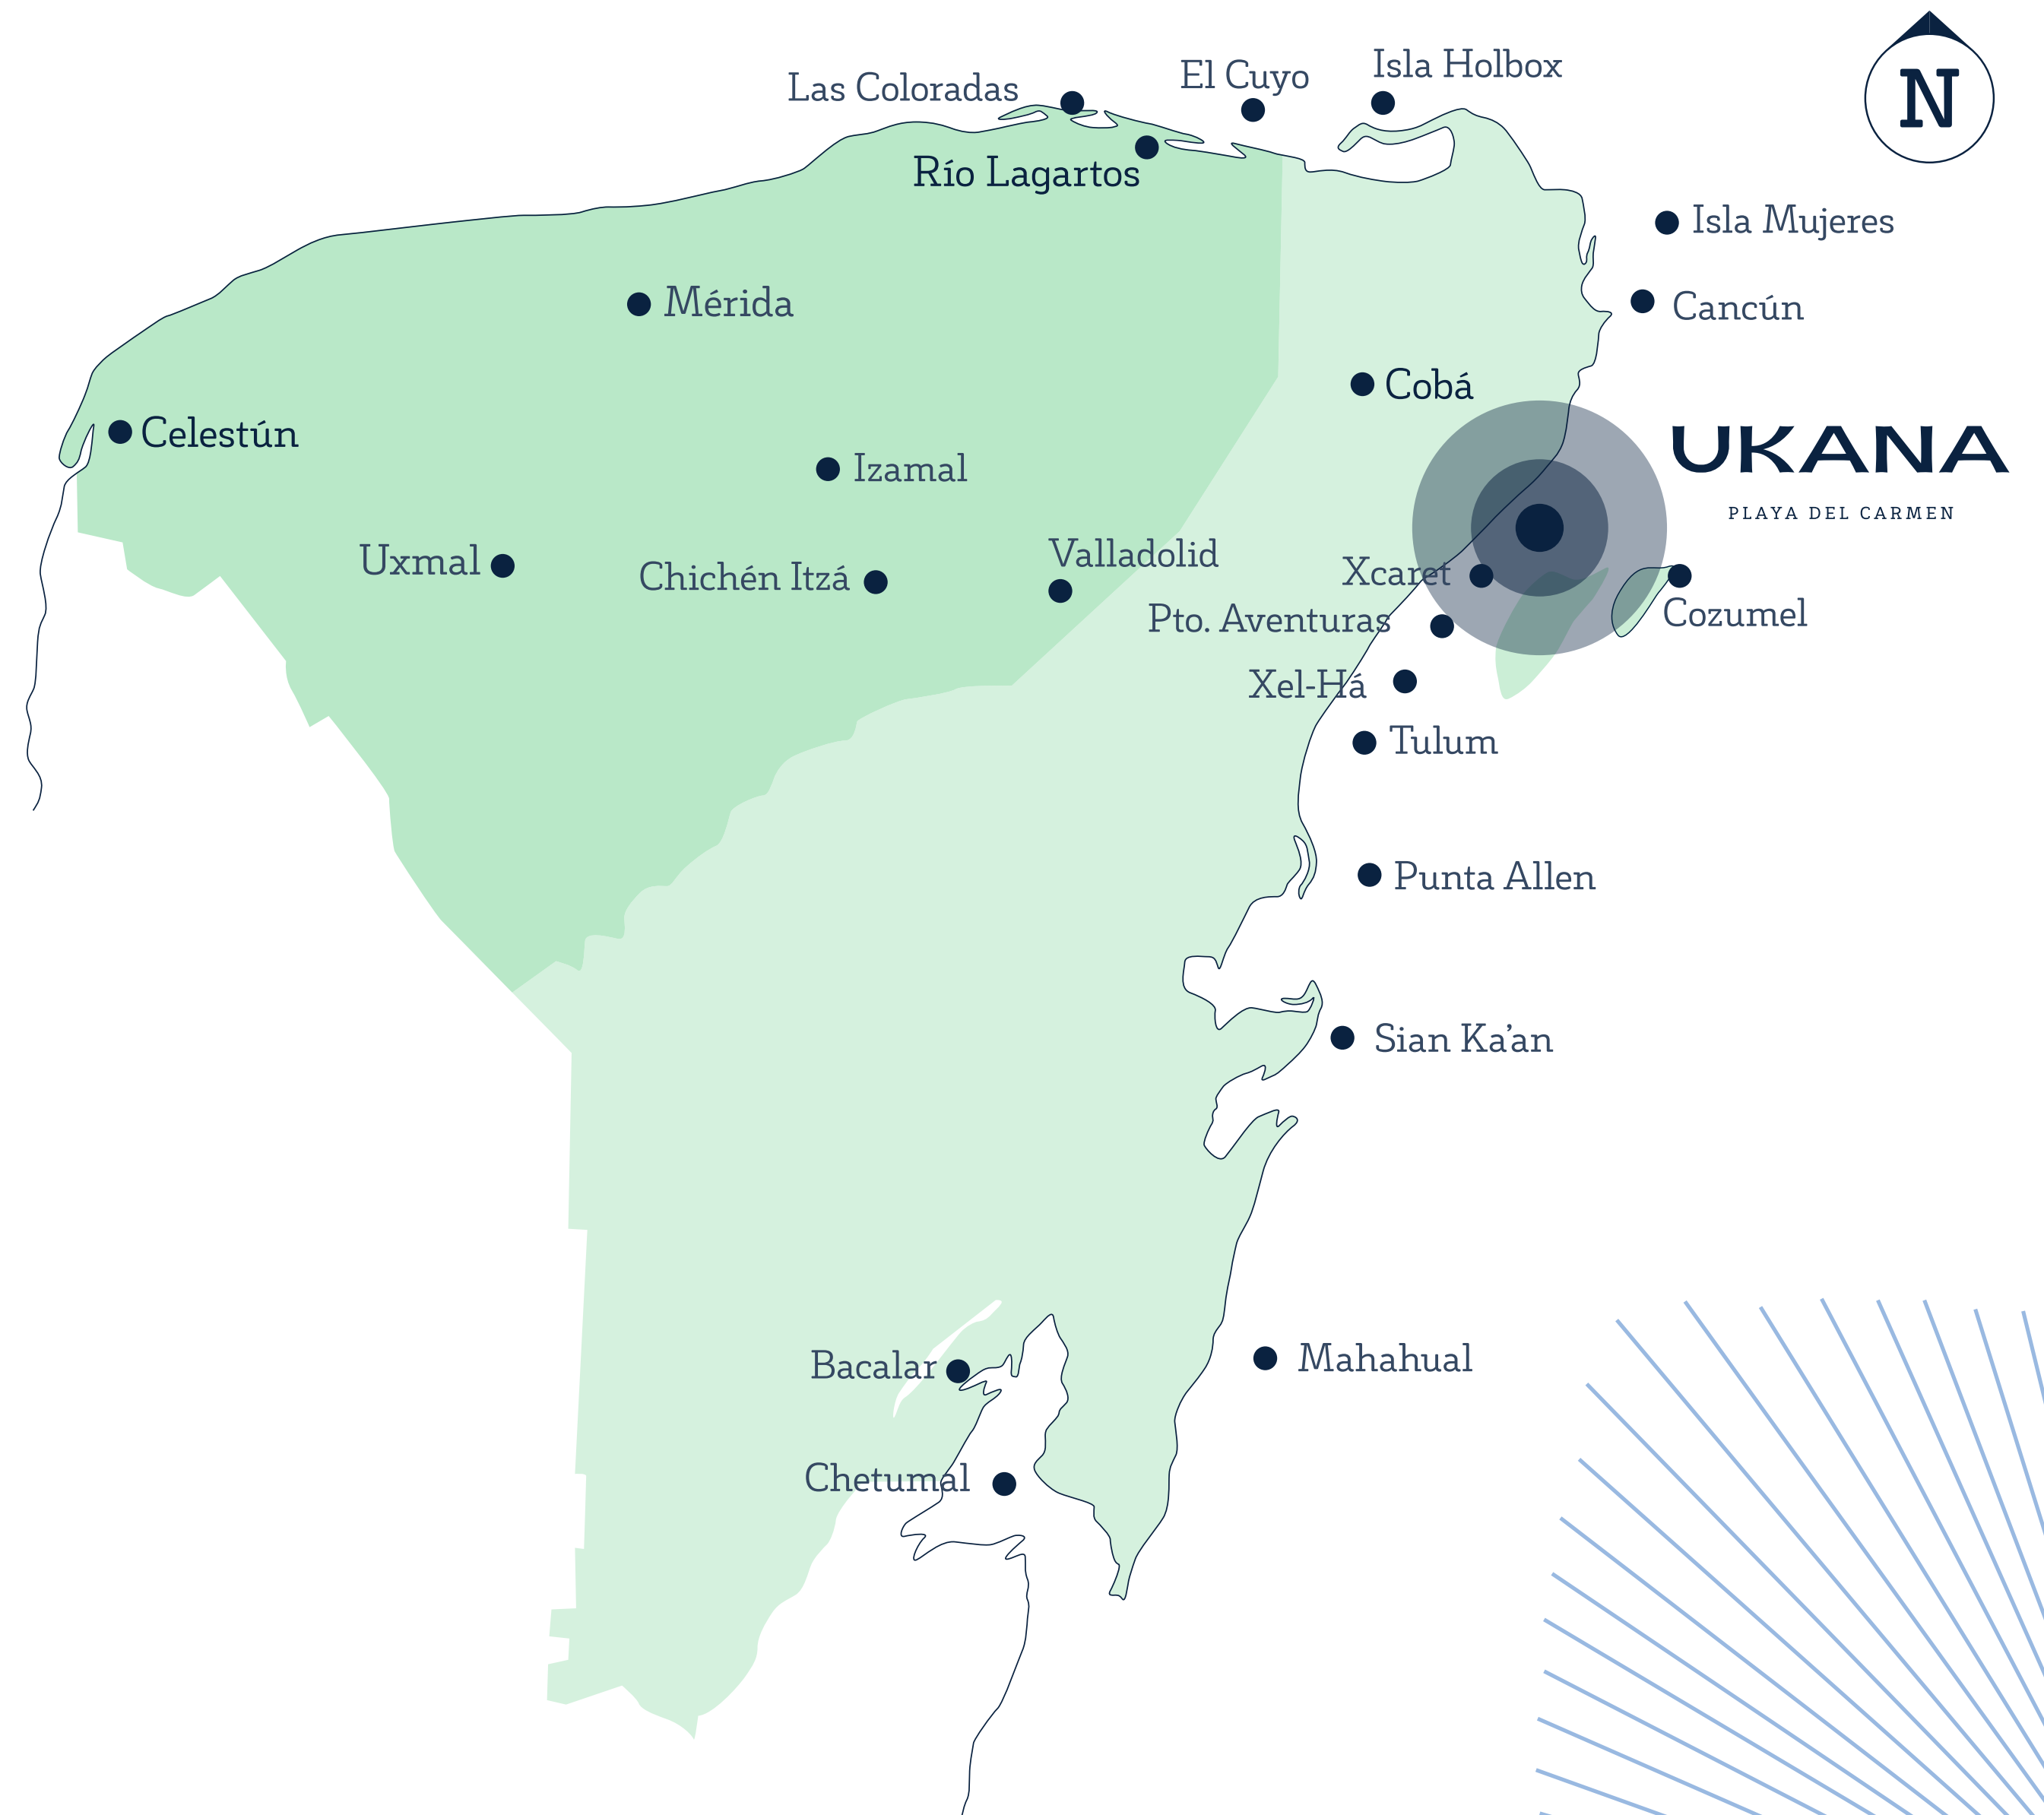 N
Isla Holbox
El Cuyo
Las Coloradas
Río Lagartos
Isla Mujeres
Mérida
Cancún
Cobá
Celestún
UKANA
PLAYA DEL CARMEN
Izamal
Valladolid
Uxmal
Chichén Itzá
Xcaret
Pto. Aventuras
Cozumel
Xel-Há
Tulum
Punta Allen
Sian Ka’an
Mahahual
Bacalar
Chetumal